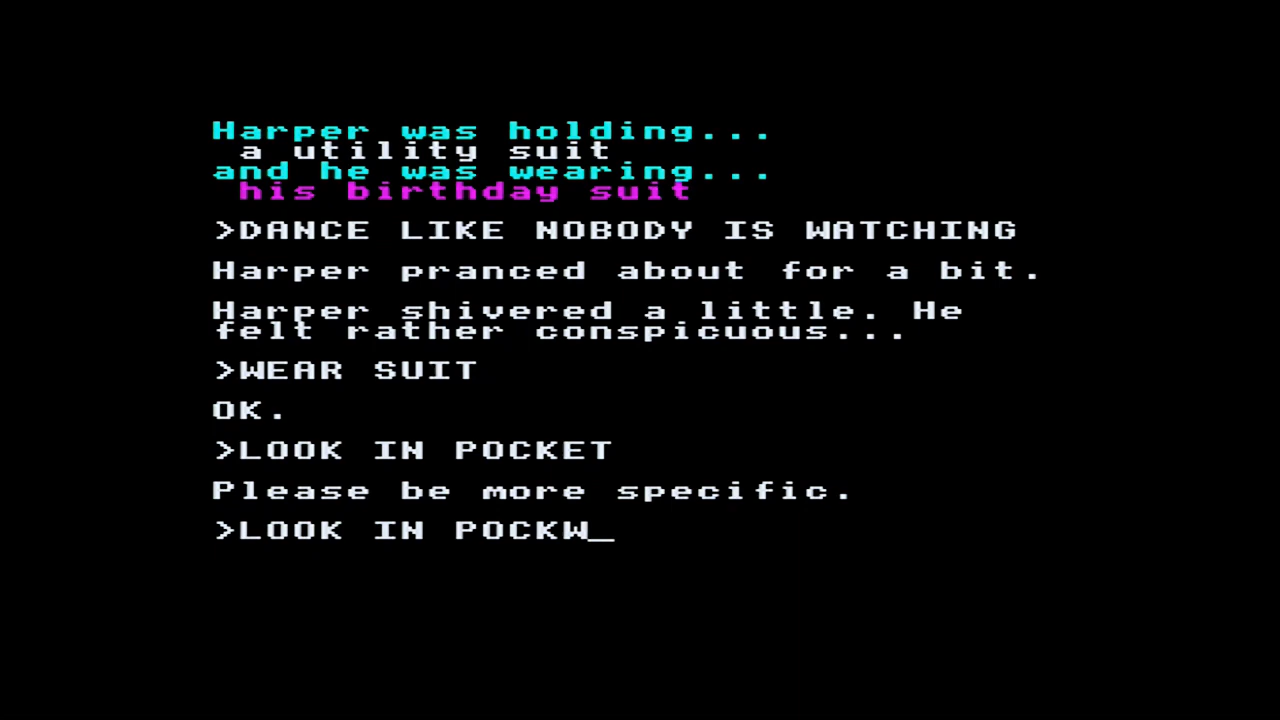 Harper was holding...
a utility suit
and he was wearing...
his birthday suit
>DANCE LIKE NOBODY IS WATCHING
Harper pranced about for a bit.
Harper shivered a little. He
felt rather conspicuous...
>WEAR SUIT
OK.
>LOOK IN POCKET
Please be more specific.
>LOOK IN POCKW_